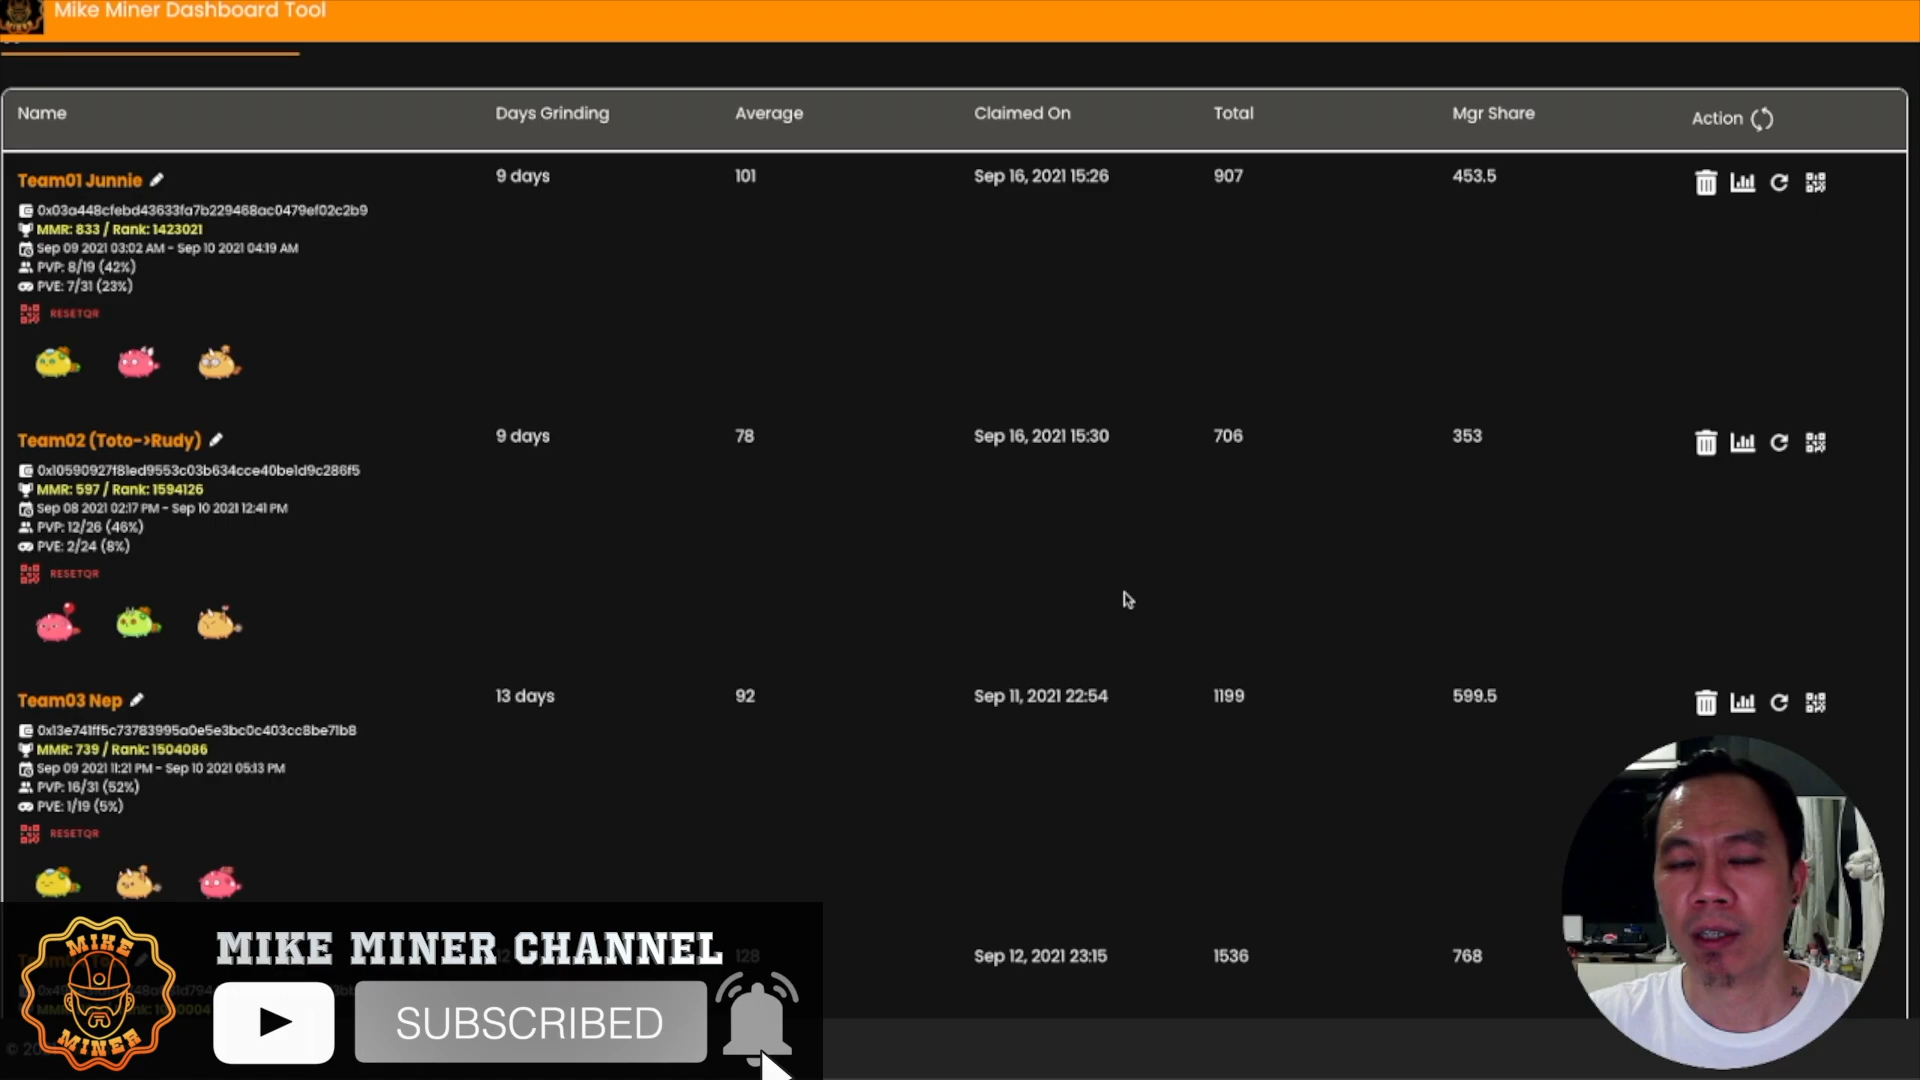 Mike Miner Dashboard Tool
Name Days Grinding Average Claimed On Total Mgr Share Action
Team01 Junnie 9 days 101 Sep 16, 2021 15:26 907 453.5
0x03a448cfebd43633fa7b229468ac0479ef02c2b9
MMR: 833 / Rank: 1423021
Sep 09 2021 03:02 AM - Sep 10 2021 04:19 AM
PVP: 8/19 (42%)
PVE: 7/31 (23%)
RESETQR
Team02 (Toto->Rudy) 9 days 78 Sep 16, 2021 15:30 706 353
0x10590927f81ed9553c03b634cce40be1d9c286f5
MMR: 597 / Rank: 1594126
Sep 08 2021 02:17 PM - Sep 10 2021 12:41 PM
PVP: 12/26 (46%)
PVE: 2/24 (8%)
RESETQR
Team03 Nep 13 days 92 Sep 11, 2021 22:54 1199 599.5
0x13e741ff5c73783995a0e5e3bc0c403cc8be71b8
MMR: 739 / Rank: 1504086
Sep 09 2021 11:21 PM - Sep 10 2021 05:13 PM
PVP: 16/31 (52%)
PVE: 1/19 (5%)
RESETQR
128 Sep 12, 2021 23:15 1536 768
MIKE MINER CHANNEL
SUBSCRIBED
MIKE
MINER